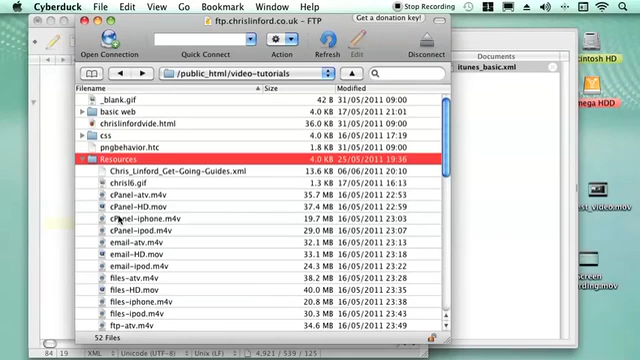 Cyberduck File Edit View Go Bookmark Window Help Stop Recording
ftp.chrislinford.co.uk – FTP
Get a donation key!
Open Connection Quick Connect Action Refresh Edit Disconnect
/public_html/video-tutorials
Filename Size Modified
_blank.gif 42 B 31/05/2011 09:00
basic web 4.0 KB 17/05/2011 21:01
chrislinfordvide.html 36.0 KB 31/05/2011 09:00
css 4.0 KB 16/05/2011 17:19
pngbehavior.htc 1.8 KB 31/05/2011 09:00
Resources 4.0 KB 25/05/2011 19:36
Chris_Linford_Get-Going-Guides.xml 13.6 KB 06/06/2011 20:10
chrisl6.gif 1.3 KB 17/05/2011 16:13
cPanel-atv.m4v 35.7 MB 16/05/2011 22:53
cPanel-HD.mov 37.4 MB 16/05/2011 22:59
cPanel-iphone.m4v 19.7 MB 16/05/2011 23:03
cPanel-ipod.m4v 29.0 MB 16/05/2011 23:07
email-atv.m4v 32.1 MB 16/05/2011 23:13
email-HD.mov 33.1 MB 16/05/2011 23:18
email-ipod.m4v 24.3 MB 16/05/2011 23:22
files-atv.m4v 38.2 MB 16/05/2011 23:28
files-HD.mov 40.0 MB 16/05/2011 23:35
files-iphone.m4v 20.8 MB 16/05/2011 23:38
files-ipod.m4v 30.3 MB 16/05/2011 23:43
ftp-atv.m4v 34.6 MB 16/05/2011 23:49
52 Files
Documents
itunes_basic.xml
intosh HD
mega HDD
est_video.mov
Screen
rding.mov
84 19 XML Unicode (UTF-8) Unix (LF) 4,921 / 539 / 125